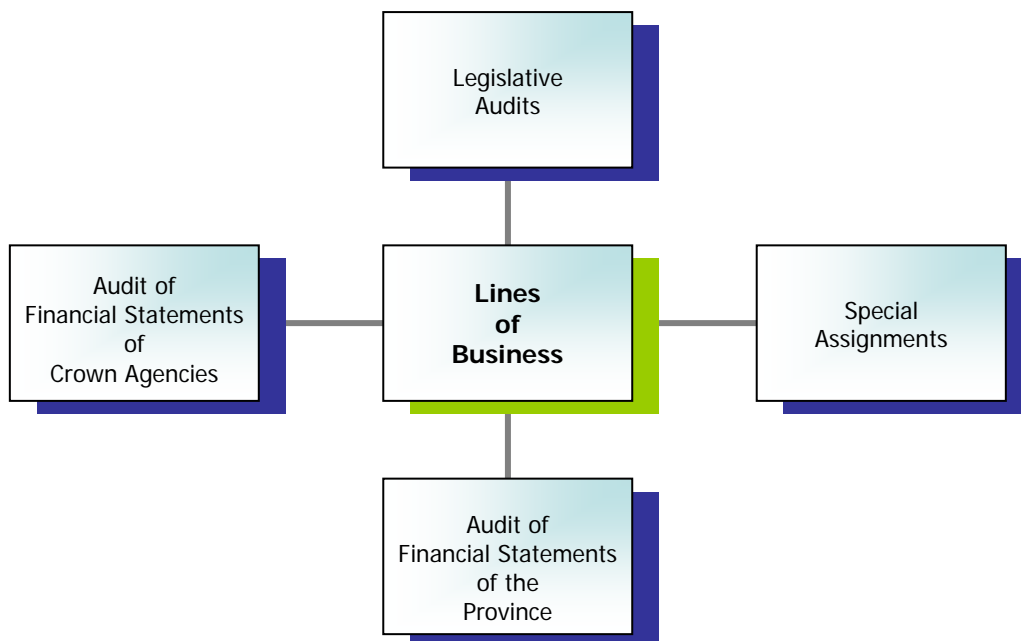 Legislative
Audits
Audit of
Financial Statements
of
Crown Agencies
Lines
of
Business
Special
Assignments
Audit of
Financial Statements
of the
Province